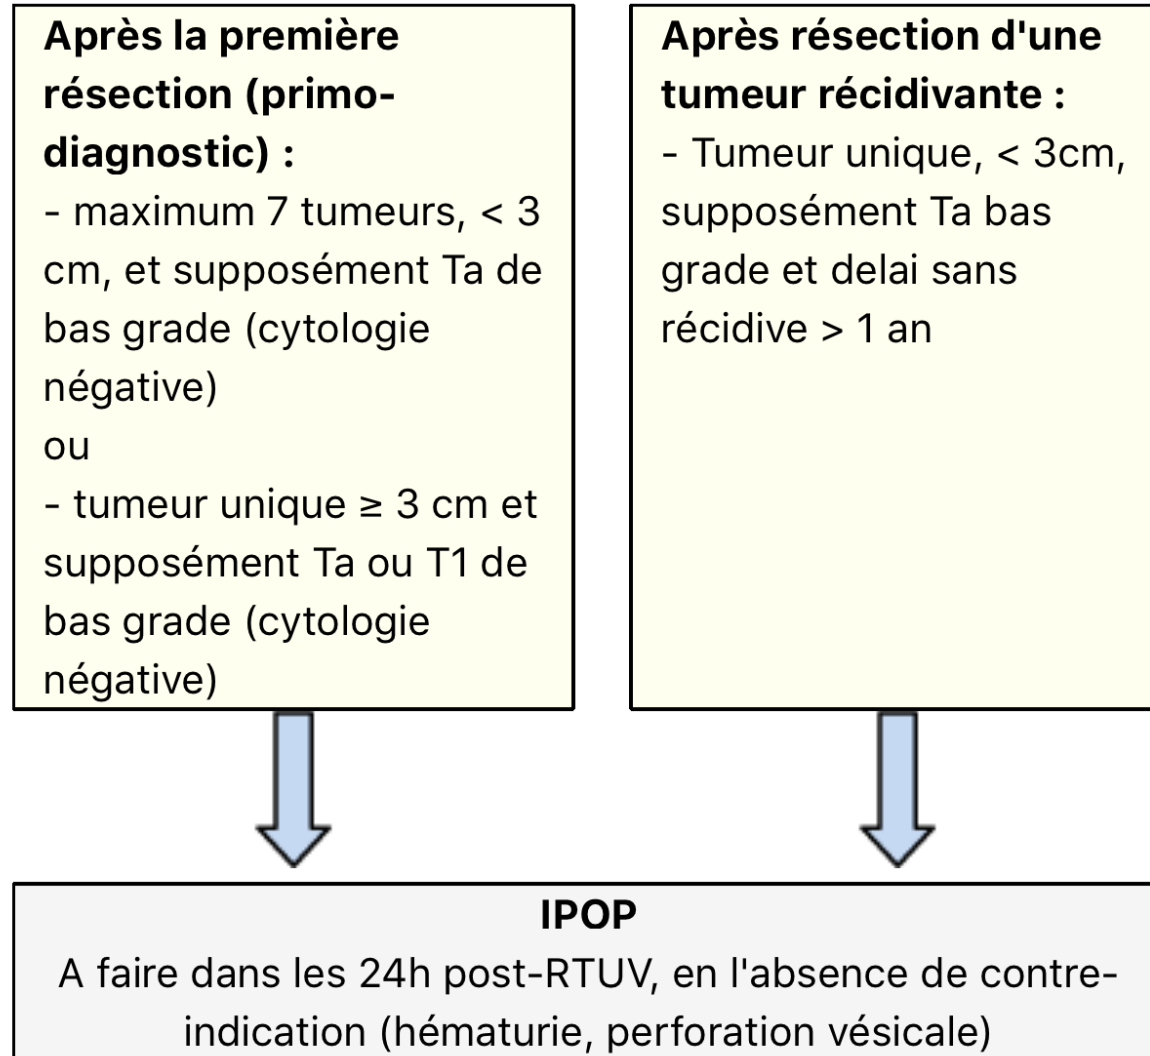 Après la première
résection (primo-
diagnostic) :
- maximum 7 tumeurs, < 3
cm, et supposément Ta de
bas grade (cytologie
négative)
ou
- tumeur unique ≥ 3 cm et
supposément Ta ou T1 de
bas grade (cytologie
négative)
Après résection d'une
tumeur récidivante :
- Tumeur unique, < 3cm,
supposément Ta bas
grade et delai sans
récidive > 1 an
IPOP
A faire dans les 24h post-RTUV, en l'absence de contre-
indication (hématurie, perforation vésicale)